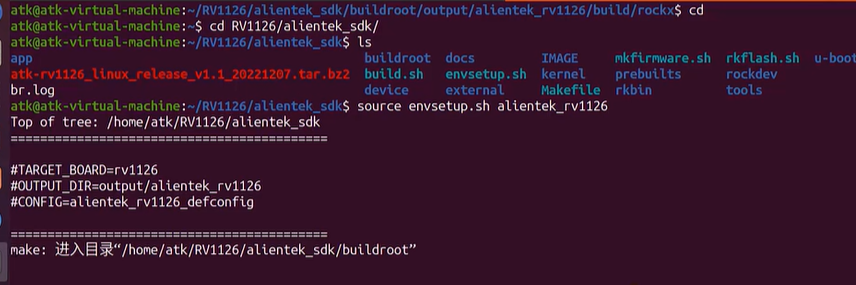 atk@atk-virtual-machine:~/RV1126/alientek_sdk/buildroot/output/alientek_rv1126/build/rockx$ cd
atk@atk-virtual-machine:~$ cd RV1126/alientek_sdk/
atk@atk-virtual-machine:~/RV1126/alientek_sdk$ ls
app buildroot docs IMAGE mkfirmware.sh rkflash.sh u-boot
atk-rv1126_linux_release_v1.1_20221207.tar.bz2 build.sh envsetup.sh kernel prebuilts rockdev
br.log device external Makefile rkbin tools
atk@atk-virtual-machine:~/RV1126/alientek_sdk$ source envsetup.sh alientek_rv1126
Top of tree: /home/atk/RV1126/alientek_sdk
===========================================
#TARGET_BOARD=rv1126
#OUTPUT_DIR=output/alientek_rv1126
#CONFIG=alientek_rv1126_defconfig
===========================================
make: 进入目录“/home/atk/RV1126/alientek_sdk/buildroot”